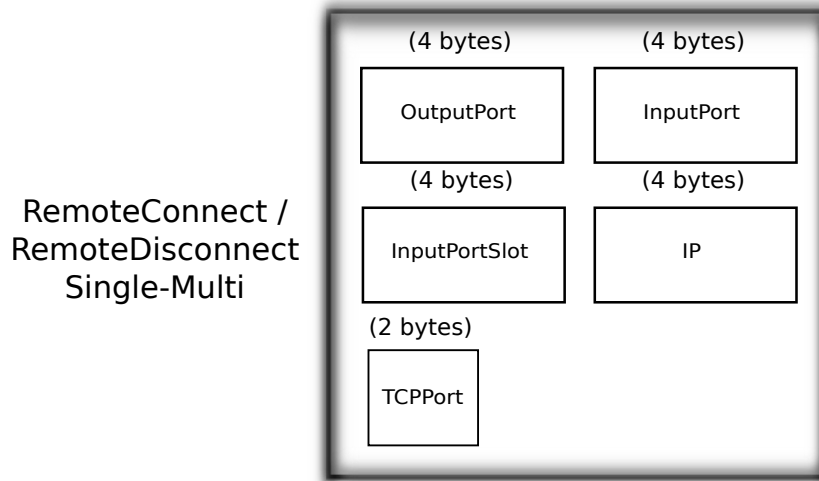 RemoteConnect /
RemoteDisconnect
Single-Multi
(4 bytes) (4 bytes)
OutputPort InputPort
(4 bytes) (4 bytes)
InputPortSlot IP
(2 bytes)
TCPPort